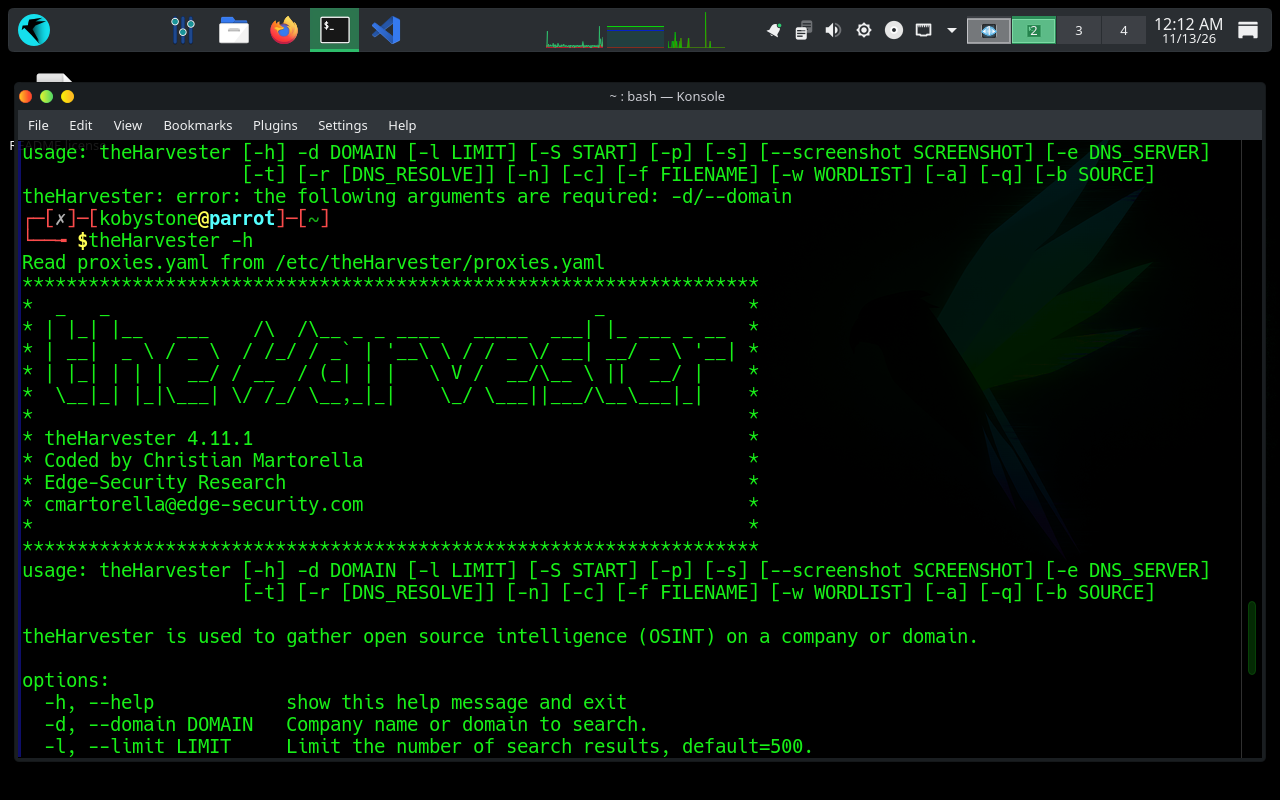 12:12 AM
11/13/26
2
3
4
~ : bash — Konsole
File Edit View Bookmarks Plugins Settings Help
usage: theHarvester [-h] -d DOMAIN [-l LIMIT] [-S START] [-p] [-s] [--screenshot SCREENSHOT] [-e DNS_SERVER]
[-t] [-r [DNS_RESOLVE]] [-n] [-c] [-f FILENAME] [-w WORDLIST] [-a] [-q] [-b SOURCE]
theHarvester: error: the following arguments are required: -d/--domain
┌─[✗]─[kobystone@parrot]─[~]
└──╼ $theHarvester -h
Read proxies.yaml from /etc/theHarvester/proxies.yaml
*******************************************************************
theHarvester
* theHarvester 4.11.1 *
* Coded by Christian Martorella *
* Edge-Security Research *
* cmartorella@edge-security.com *
* *
*******************************************************************
usage: theHarvester [-h] -d DOMAIN [-l LIMIT] [-S START] [-p] [-s] [--screenshot SCREENSHOT] [-e DNS_SERVER]
[-t] [-r [DNS_RESOLVE]] [-n] [-c] [-f FILENAME] [-w WORDLIST] [-a] [-q] [-b SOURCE]
theHarvester is used to gather open source intelligence (OSINT) on a company or domain.
options:
-h, --help show this help message and exit
-d, --domain DOMAIN Company name or domain to search.
-l, --limit LIMIT Limit the number of search results, default=500.